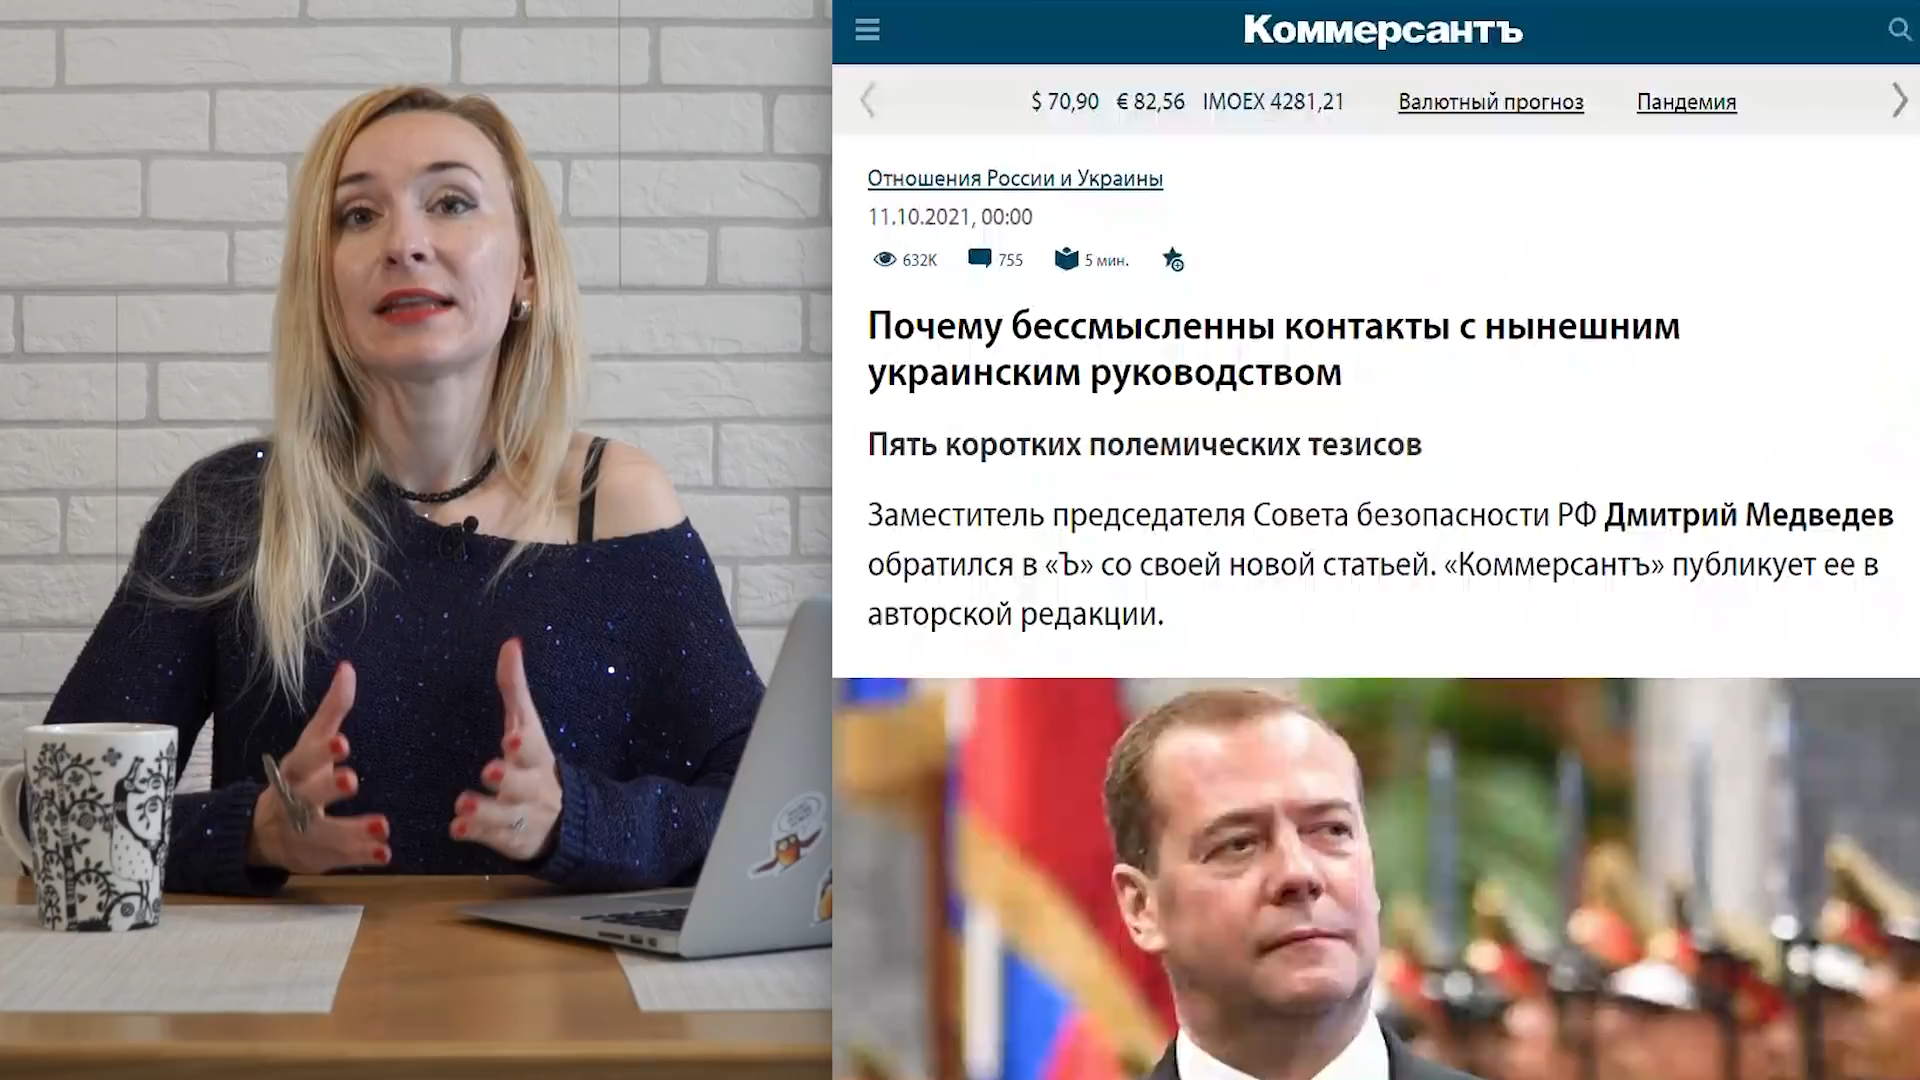 Коммерсантъ
$ 70,90 € 82,56 IMOEX 4281,21 Валютный прогноз Пандемия
Отношения России и Украины
11.10.2021, 00:00
632K 755 5 мин.
Почему бессмысленны контакты с нынешним
украинским руководством
Пять коротких полемических тезисов
Заместитель председателя Совета безопасности РФ Дмитрий Медведев
обратился в «Ъ» со своей новой статьей. «Коммерсантъ» публикует ее в
авторской редакции.